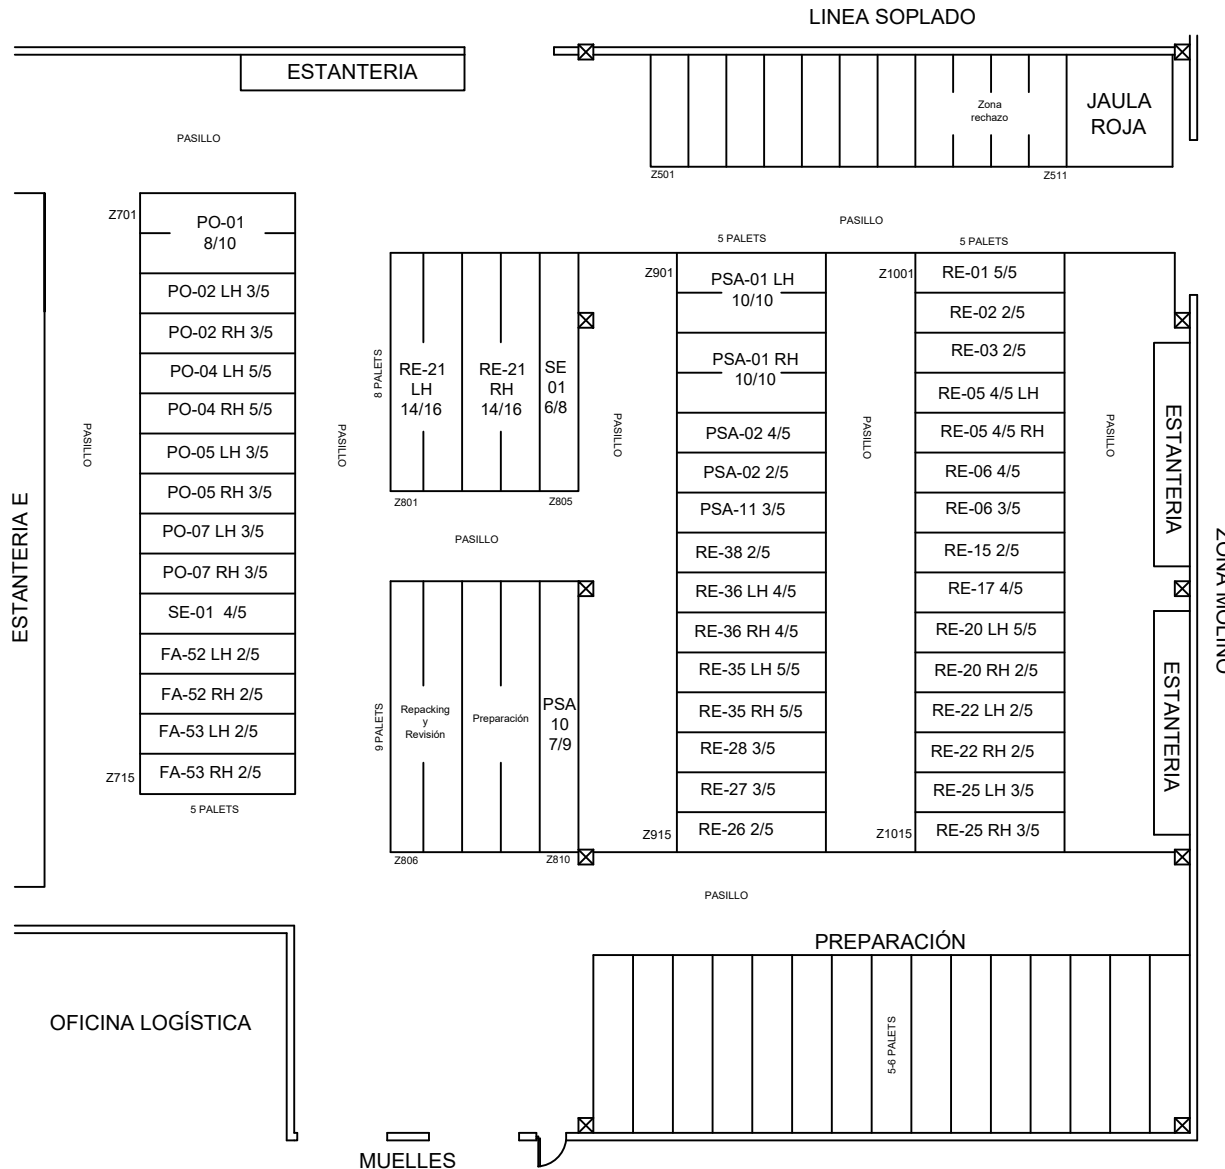 LINEA SOPLADO
ESTANTERIA
Zona
rechazo
JAULA
ROJA
PASILLO
Z501
Z511
Z701
PO-01
8/10
PO-02 LH 3/5
PO-02 RH 3/5
PO-04 LH 5/5
PO-04 RH 5/5
PO-05 LH 3/5
PO-05 RH 3/5
PO-07 LH 3/5
PO-07 RH 3/5
SE-01 4/5
FA-52 LH 2/5
FA-52 RH 2/5
FA-53 LH 2/5
FA-53 RH 2/5
Z715
5 PALETS
PASILLO
PASILLO
ESTANTERIA E
8 PALETS
RE-21
LH
14/16
RE-21
RH
14/16
SE
01
6/8
Z801
Z805
PASILLO
9 PALETS
Repacking
y
Revisión
Preparación
PSA
10
7/9
Z806
Z810
PASILLO
PASILLO
5 PALETS
Z901
PSA-01 LH
10/10
PSA-01 RH
10/10
PSA-02 4/5
PSA-02 2/5
PSA-11 3/5
RE-38 2/5
RE-36 LH 4/5
RE-36 RH 4/5
RE-35 LH 5/5
RE-35 RH 5/5
RE-28 3/5
RE-27 3/5
RE-26 2/5
Z915
PASILLO
5 PALETS
Z1001
RE-01 5/5
RE-02 2/5
RE-03 2/5
RE-05 4/5 LH
RE-05 4/5 RH
RE-06 4/5
RE-06 3/5
RE-15 2/5
RE-17 4/5
RE-20 LH 5/5
RE-20 RH 2/5
RE-22 LH 2/5
RE-22 RH 2/5
RE-25 LH 3/5
RE-25 RH 3/5
Z1015
PASILLO
ESTANTERIA
ESTANTERIA
ZONA MOLINO
PASILLO
PREPARACIÓN
5-6 PALETS
OFICINA LOGÍSTICA
MUELLES